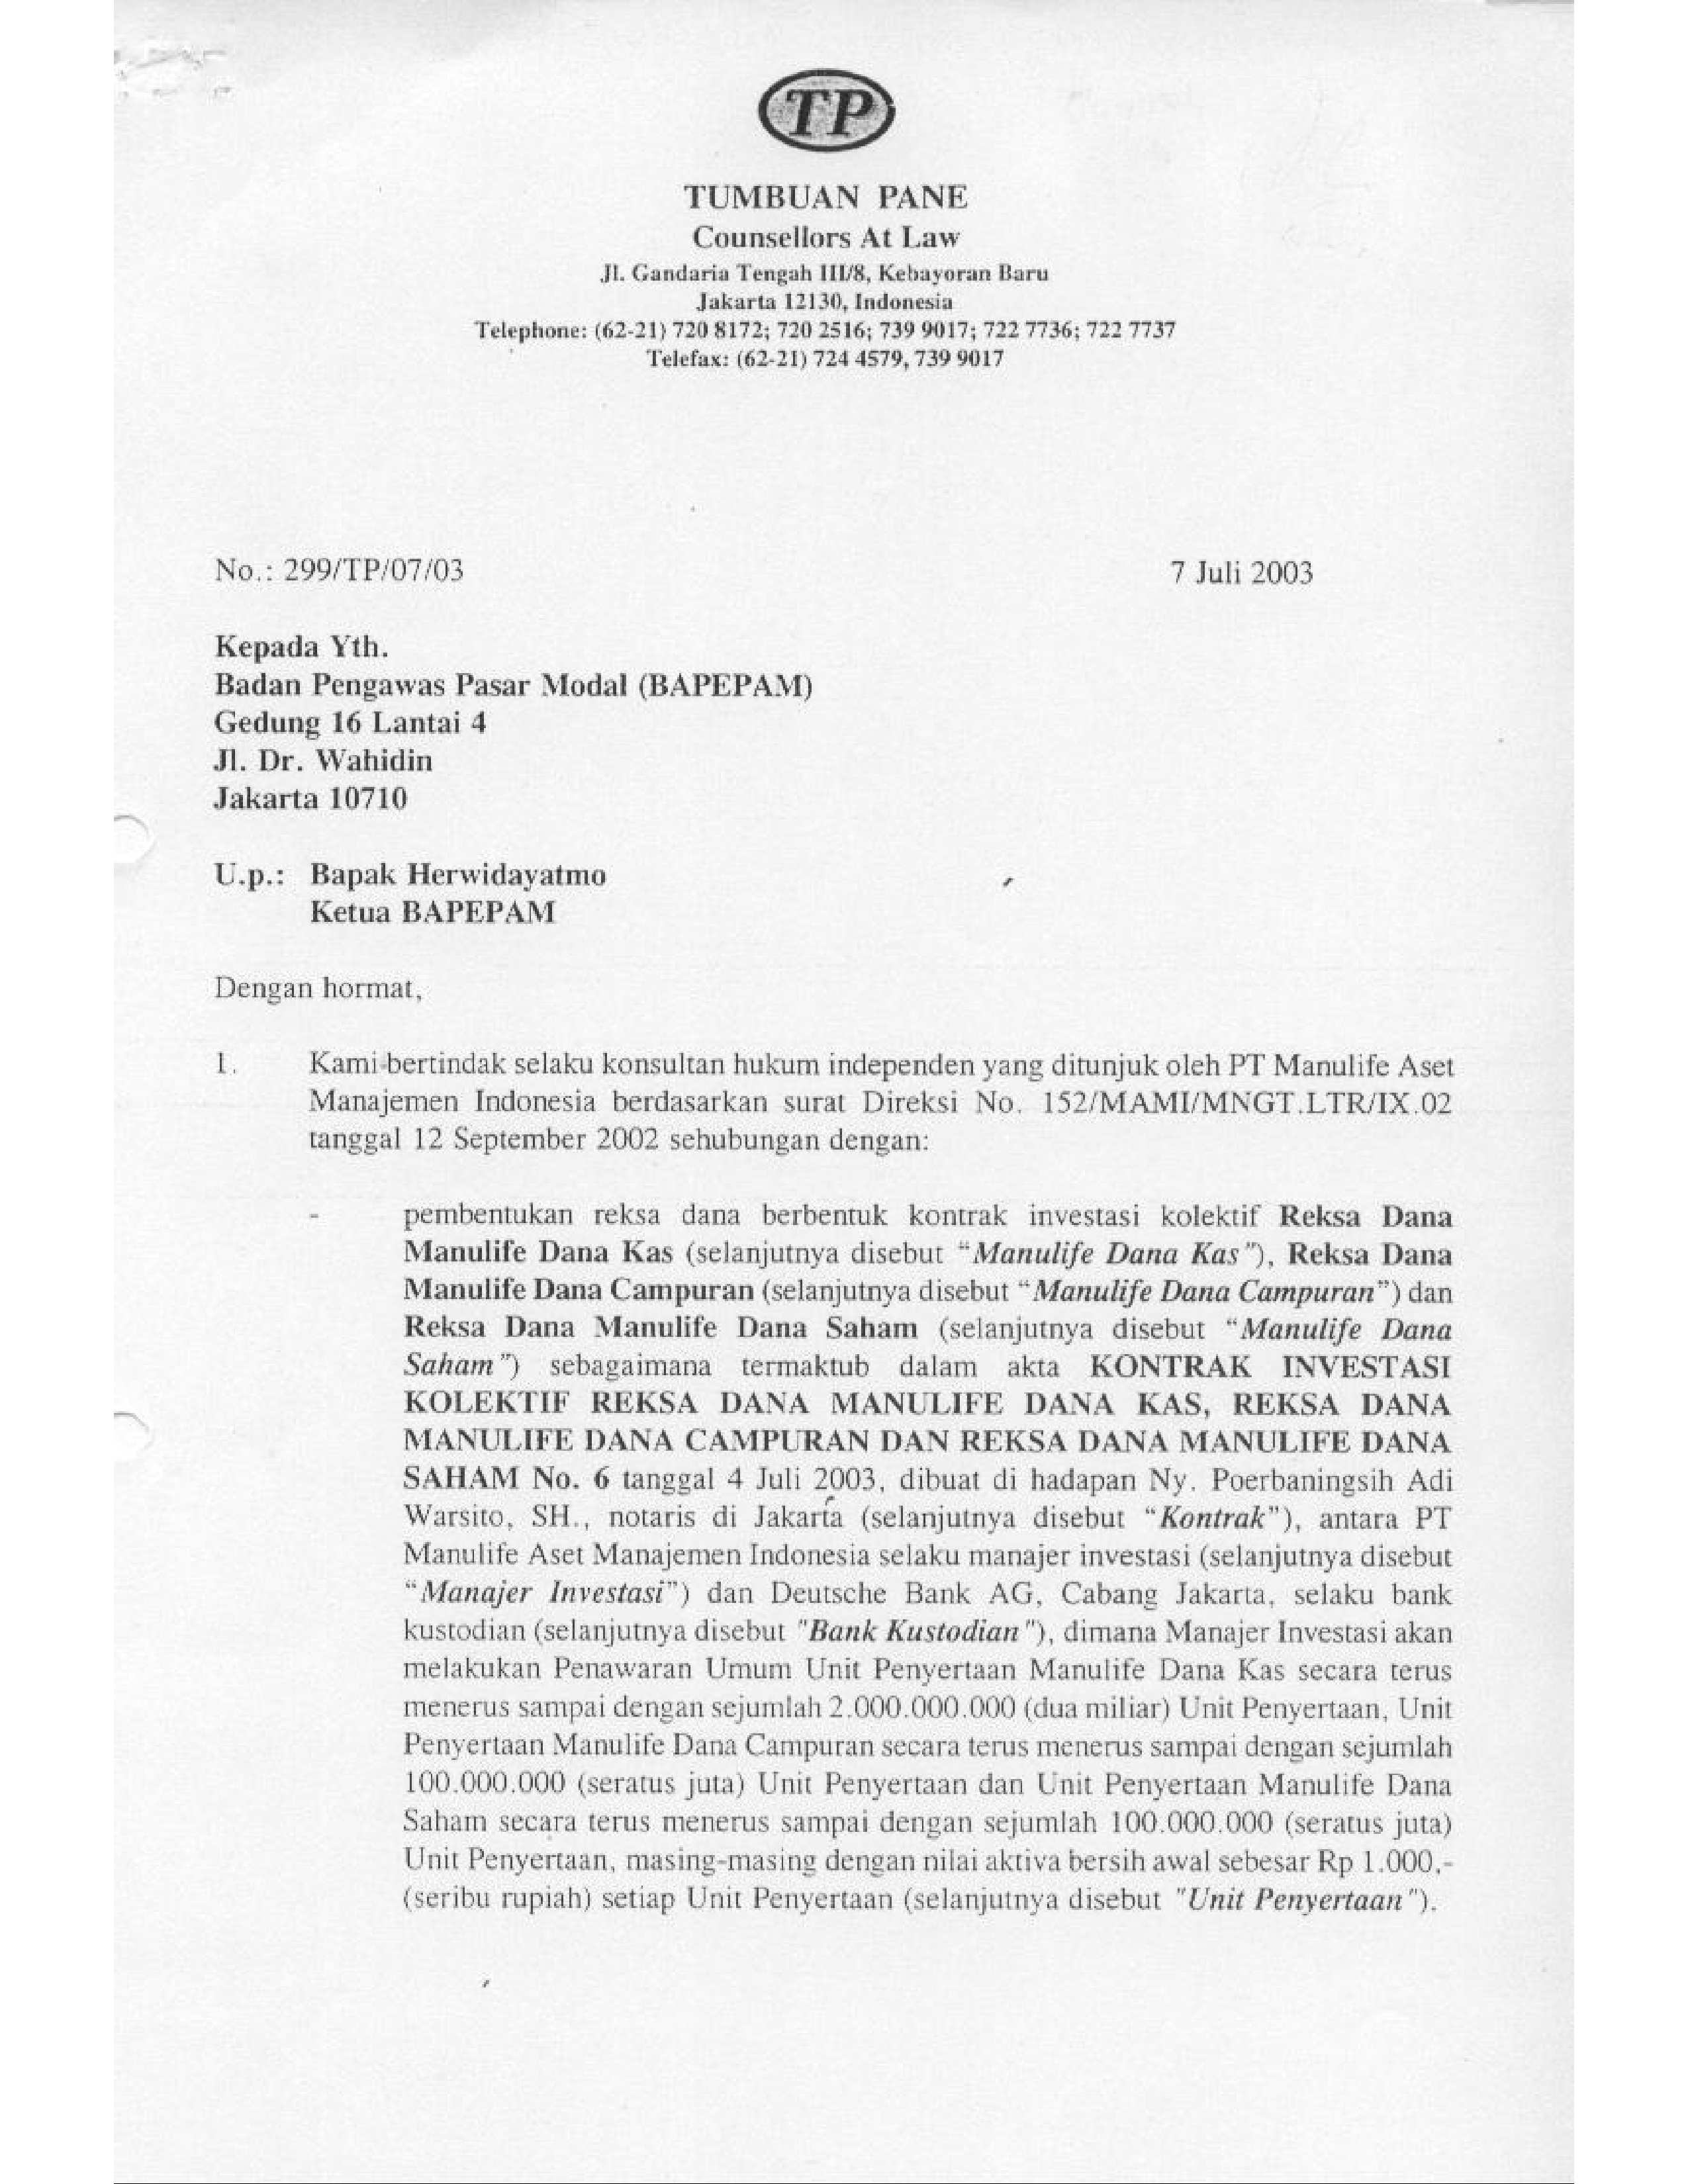 TP
TUMBUAN PANE
Counsellors At Law
Jl. Gandaria Tengah III/8, Kebayoran Baru
Jakarta 12130, Indonesia
Telephone: (62-21) 720 8172; 720 2516; 739 9017; 722 7736; 722 7737
Telefax: (62-21) 724 4579, 739 9017
No.: 299/TP/07/03 7 Juli 2003
Kepada Yth.
Badan Pengawas Pasar Modal (BAPEPAM)
Gedung 16 Lantai 4
Jl. Dr. Wahidin
Jakarta 10710
U.p.: Bapak Herwidayatmo
Ketua BAPEPAM
Dengan hormat,
1. Kami bertindak selaku konsultan hukum independen yang ditunjuk oleh PT Manulife Aset
Manajemen Indonesia berdasarkan surat Direksi No. 152/MAMI/MNGT.LTR/IX.02
tanggal 12 September 2002 sehubungan dengan:
- pembentukan reksa dana berbentuk kontrak investasi kolektif Reksa Dana
Manulife Dana Kas (selanjutnya disebut "Manulife Dana Kas"), Reksa Dana
Manulife Dana Campuran (selanjutnya disebut "Manulife Dana Campuran") dan
Reksa Dana Manulife Dana Saham (selanjutnya disebut "Manulife Dana
Saham") sebagaimana termaktub dalam akta KONTRAK INVESTASI
KOLEKTIF REKSA DANA MANULIFE DANA KAS, REKSA DANA
MANULIFE DANA CAMPURAN DAN REKSA DANA MANULIFE DANA
SAHAM No. 6 tanggal 4 Juli 2003, dibuat di hadapan Ny. Poerbaningsih Adi
Warsito, SH., notaris di Jakarta (selanjutnya disebut "Kontrak"), antara PT
Manulife Aset Manajemen Indonesia selaku manajer investasi (selanjutnya disebut
"Manajer Investasi") dan Deutsche Bank AG, Cabang Jakarta, selaku bank
kustodian (selanjutnya disebut "Bank Kustodian"), dimana Manajer Investasi akan
melakukan Penawaran Umum Unit Penyertaan Manulife Dana Kas secara terus
menerus sampai dengan sejumlah 2.000.000.000 (dua miliar) Unit Penyertaan, Unit
Penyertaan Manulife Dana Campuran secara terus menerus sampai dengan sejumlah
100.000.000 (seratus juta) Unit Penyertaan dan Unit Penyertaan Manulife Dana
Saham secara terus menerus sampai dengan sejumlah 100.000.000 (seratus juta)
Unit Penyertaan, masing-masing dengan nilai aktiva bersih awal sebesar Rp 1.000,-
(seribu rupiah) setiap Unit Penyertaan (selanjutnya disebut "Unit Penyertaan").